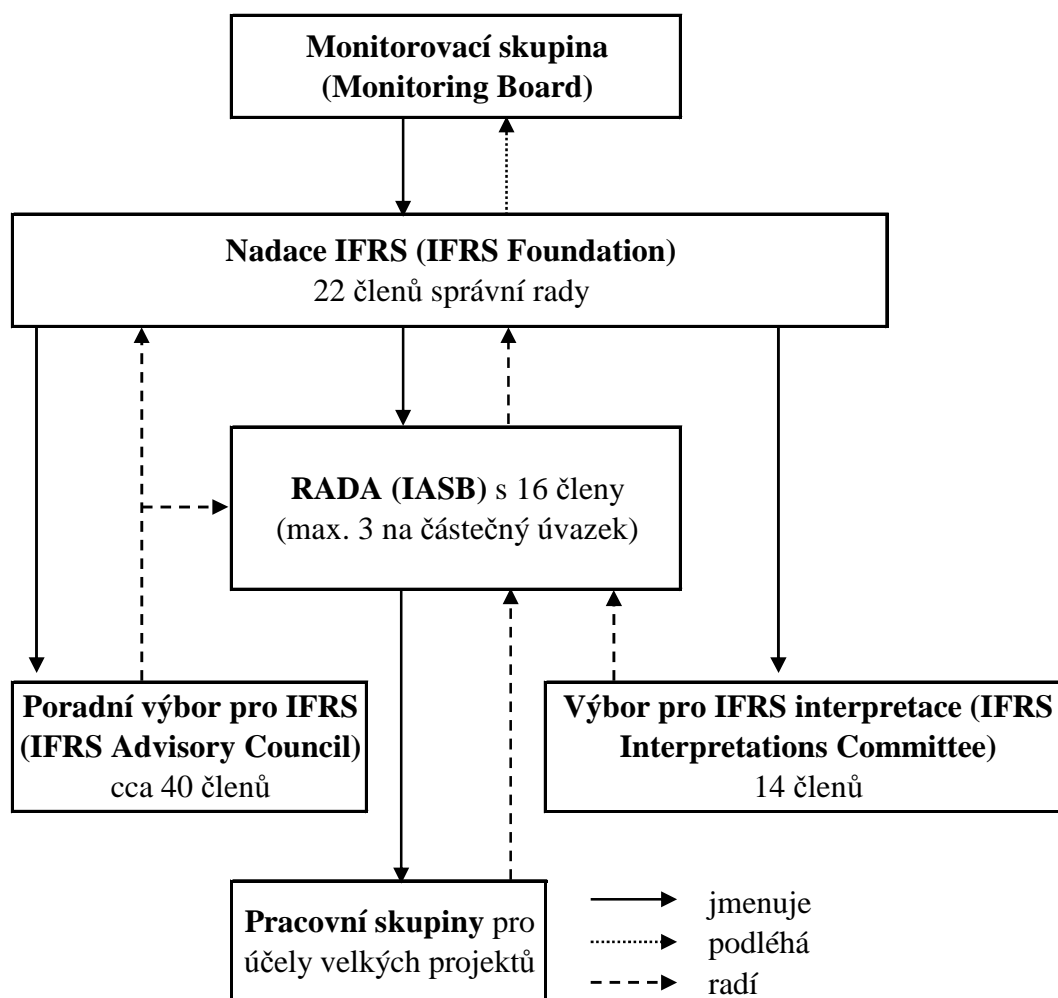 Monitorovací skupina
(Monitoring Board)
Nadace IFRS (IFRS Foundation)
22 členů správní rady
RADA (IASB) s 16 členy
(max. 3 na částečný úvazek)
Poradní výbor pro IFRS
(IFRS Advisory Council)
cca 40 členů
Výbor pro IFRS interpretace (IFRS
Interpretations Committee)
14 členů
Pracovní skupiny pro
účely velkých projektů
jmenuje
podléhá
radí